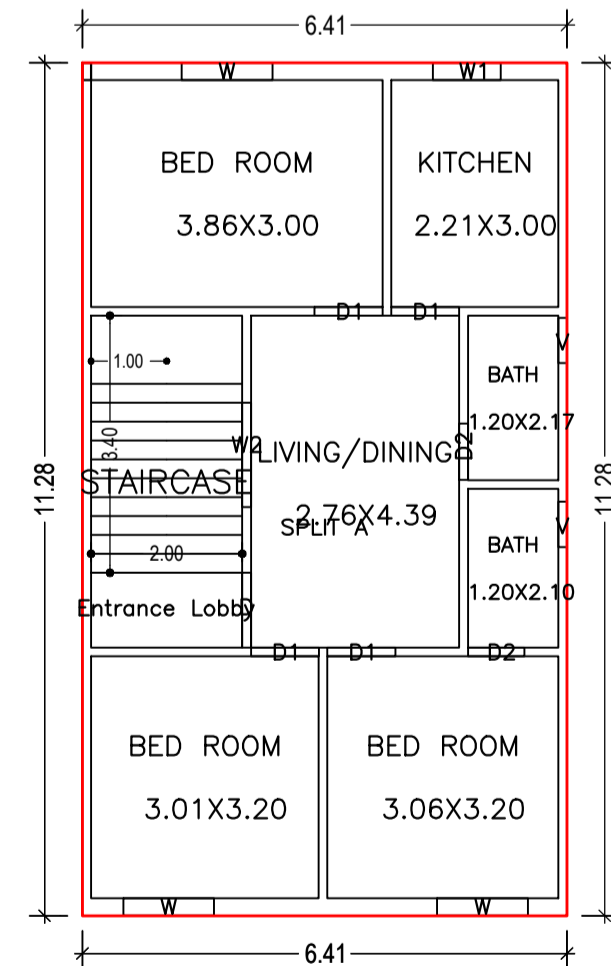 6.41
W
W1
BED ROOM
3.86X3.00
KITCHEN
2.21X3.00
D1
D1
1.00
V
BATH
1.20X2.17
3.40
W2
LIVING/DINING
D2
STAIRCASE
2.76X4.39
SPLIT A
11.28
11.28
V
BATH
1.20X2.10
2.00
Entrance Lobby
D
D1
D1
D2
BED ROOM
3.01X3.20
BED ROOM
3.06X3.20
W
W
6.41